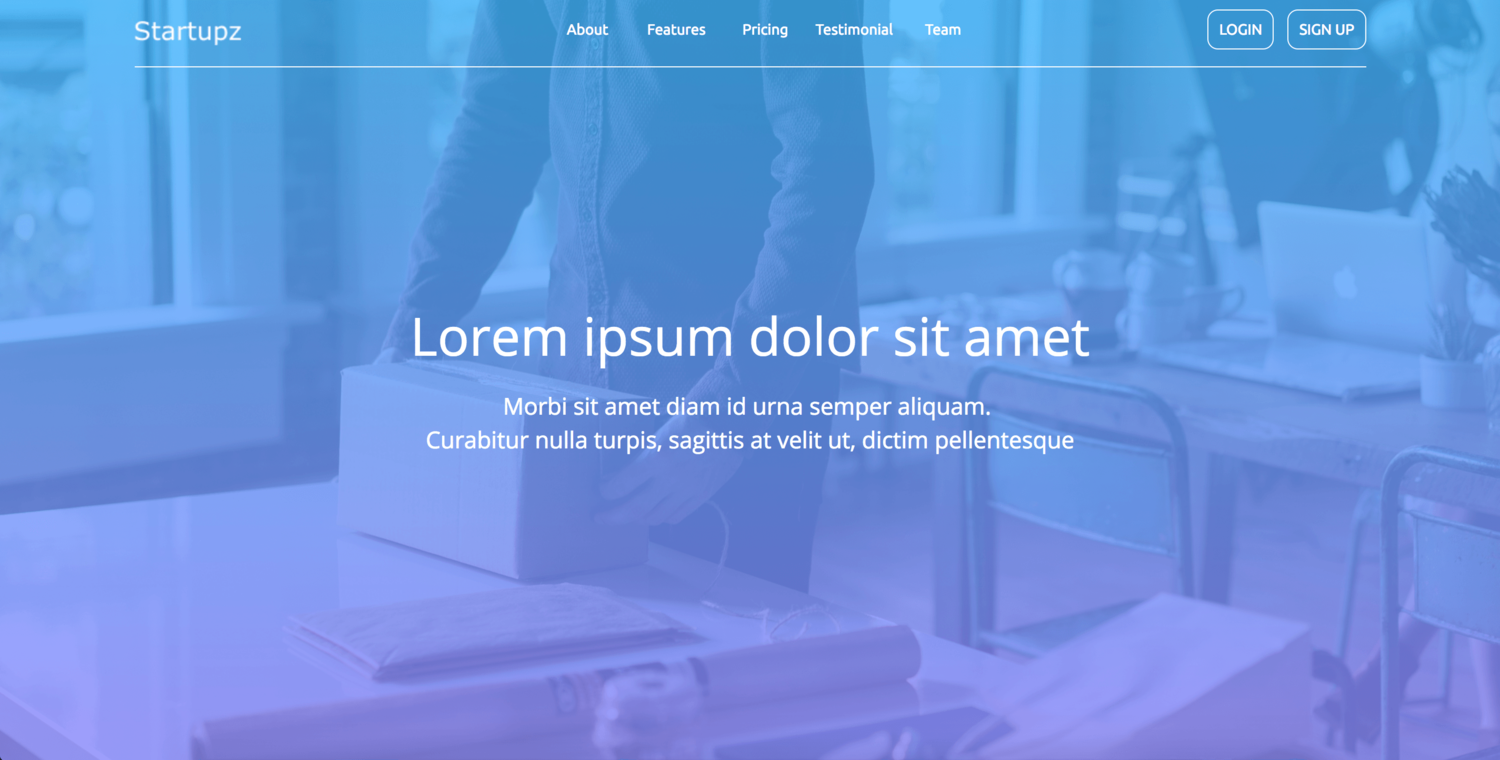 Startupz
About Features Pricing Testimonial Team
LOGIN SIGN UP
Lorem ipsum dolor sit amet
Morbi sit amet diam id urna semper aliquam.
Curabitur nulla turpis, sagittis at velit ut, dictim pellentesque